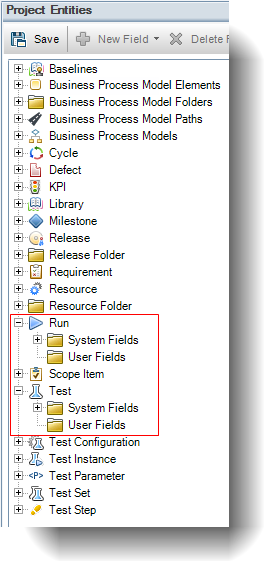 Project Entities
Save New Field Delete
Baselines
Business Process Model Elements
Business Process Model Folders
Business Process Model Paths
Business Process Models
Cycle
Defect
KPI
Library
Milestone
Release
Release Folder
Requirement
Resource
Resource Folder
Run
System Fields
User Fields
Scope Item
Test
System Fields
User Fields
Test Configuration
Test Instance
<P> Test Parameter
Test Set
Test Step